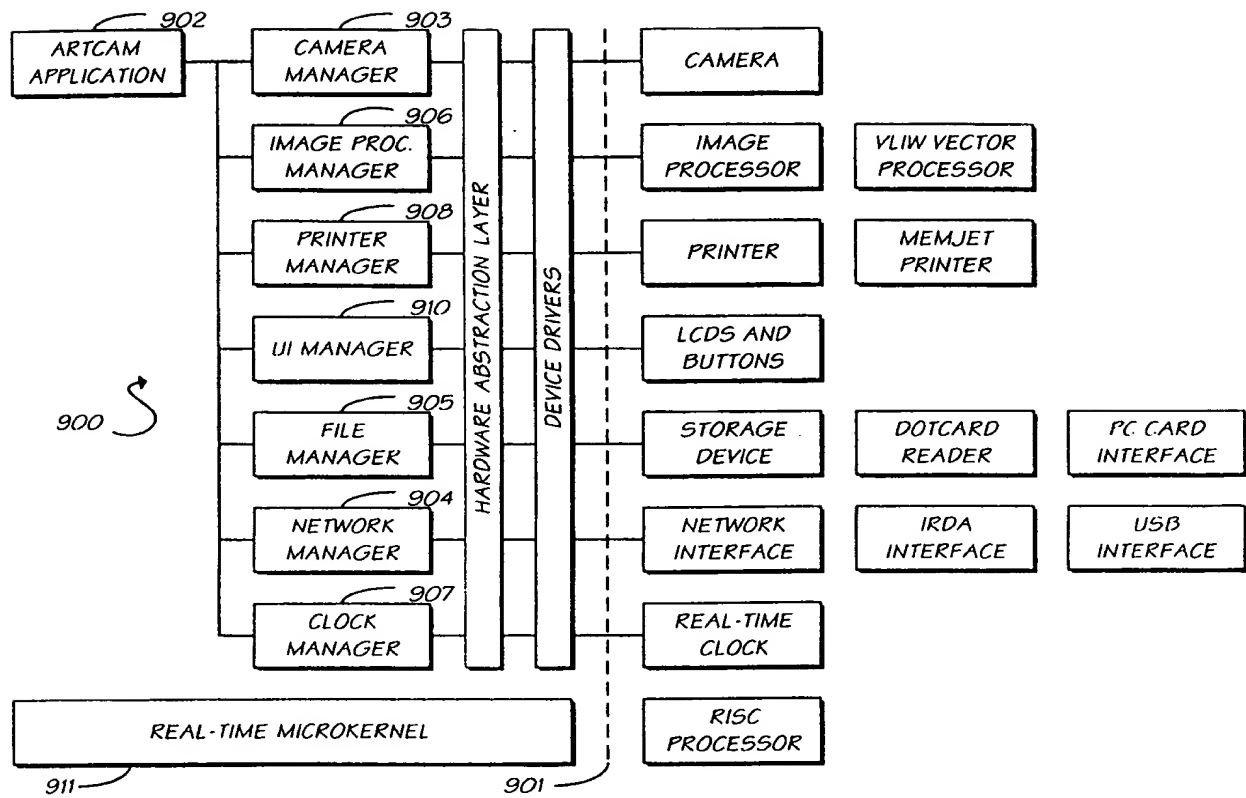 902
ARTCAM
APPLICATION
903
CAMERA
MANAGER
CAMERA
906
IMAGE PROC.
MANAGER
IMAGE
PROCESSOR
VLIW VECTOR
PROCESSOR
908
PRINTER
MANAGER
PRINTER
MEMJET
PRINTER
910
UI MANAGER
LCDS AND
BUTTONS
900
905
FILE
MANAGER
STORAGE
DEVICE
DOTCARD
READER
PC CARD
INTERFACE
904
NETWORK
MANAGER
NETWORK
INTERFACE
IRDA
INTERFACE
USB
INTERFACE
907
CLOCK
MANAGER
REAL-TIME
CLOCK
HARDWARE ABSTRACTION LAYER
DEVICE DRIVERS
REAL-TIME MICROKERNEL
RISC
PROCESSOR
911
901